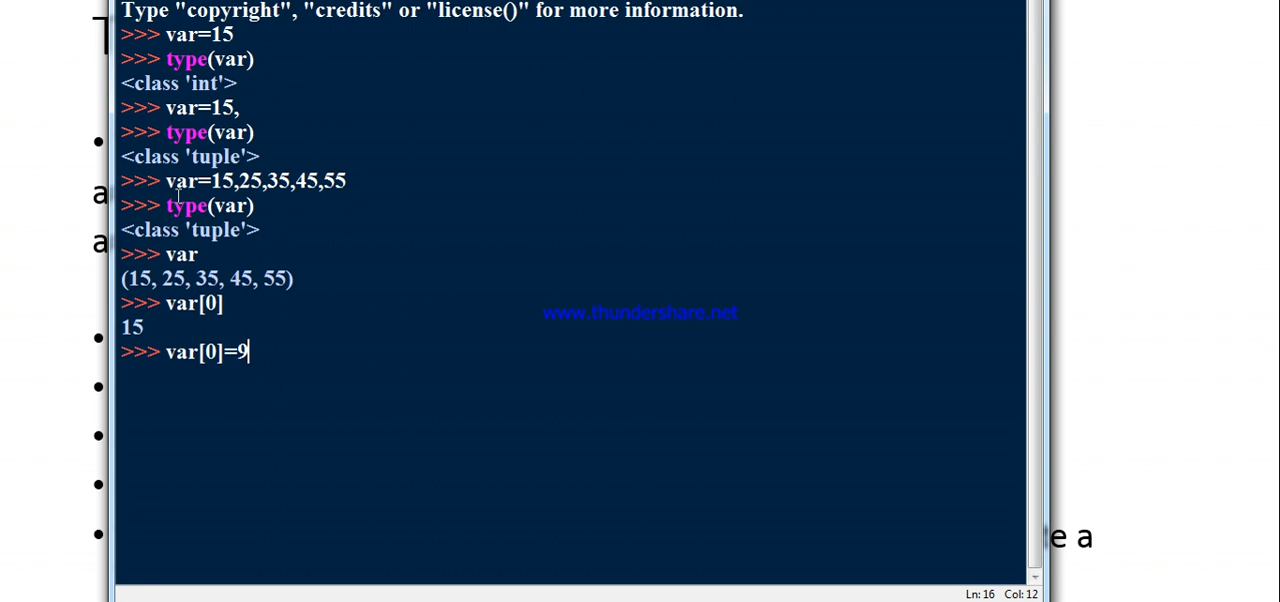 Type "copyright", "credits" or "license()" for more information.
>>> var=15
>>> type(var)
<class 'int'>
>>> var=15,
>>> type(var)
<class 'tuple'>
>>> var=15,25,35,45,55
>>> type(var)
<class 'tuple'>
>>> var
(15, 25, 35, 45, 55)
>>> var[0]
15
>>> var[0]=9
www.thundershare.net
T
•
a
a
•
•
•
•
• e a
Ln: 16 Col: 12